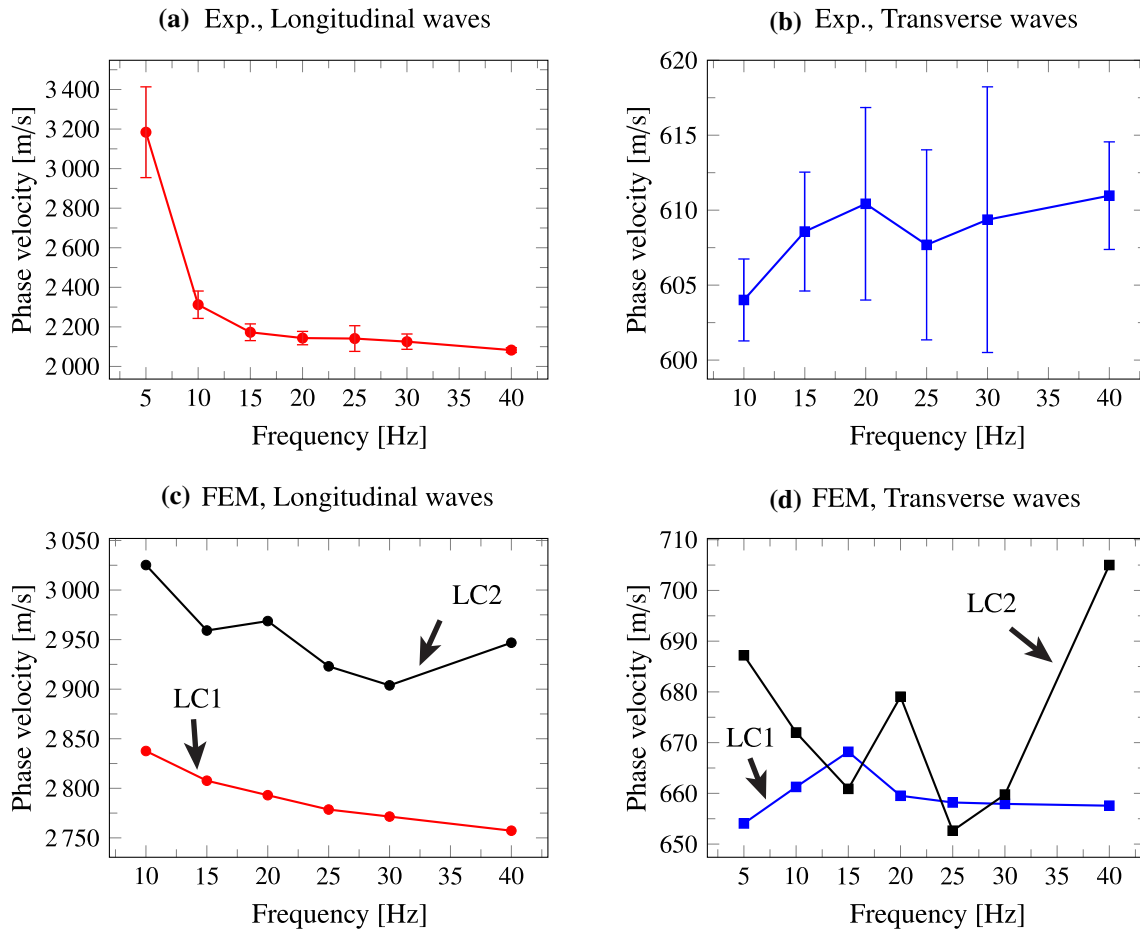 (a) Exp., Longitudinal waves
3 400
3 200
3 000
2 800
2 600
2 400
2 200
2 000
Phase velocity [m/s]
5 10 15 20 25 30 35 40
Frequency [Hz]
(b) Exp., Transverse waves
620
615
610
605
600
Phase velocity [m/s]
10 15 20 25 30 35 40
Frequency [Hz]
(c) FEM, Longitudinal waves
3 050
3 000
2 950
2 900
2 850
2 800
2 750
Phase velocity [m/s]
LC2
LC1
10 15 20 25 30 35 40
Frequency [Hz]
(d) FEM, Transverse waves
710
700
690
680
670
660
650
Phase velocity [m/s]
LC2
LC1
5 10 15 20 25 30 35 40
Frequency [Hz]